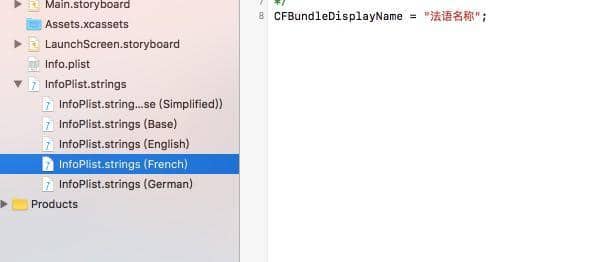 Main.storyboard
Assets.xcassets
LaunchScreen.storyboard
Info.plist
InfoPlist.strings
InfoPlist.string...se (Simplified))
InfoPlist.strings (Base)
InfoPlist.strings (English)
InfoPlist.strings (French)
InfoPlist.strings (German)
Products
7 */
8 CFBundleDisplayName = "法语名称";